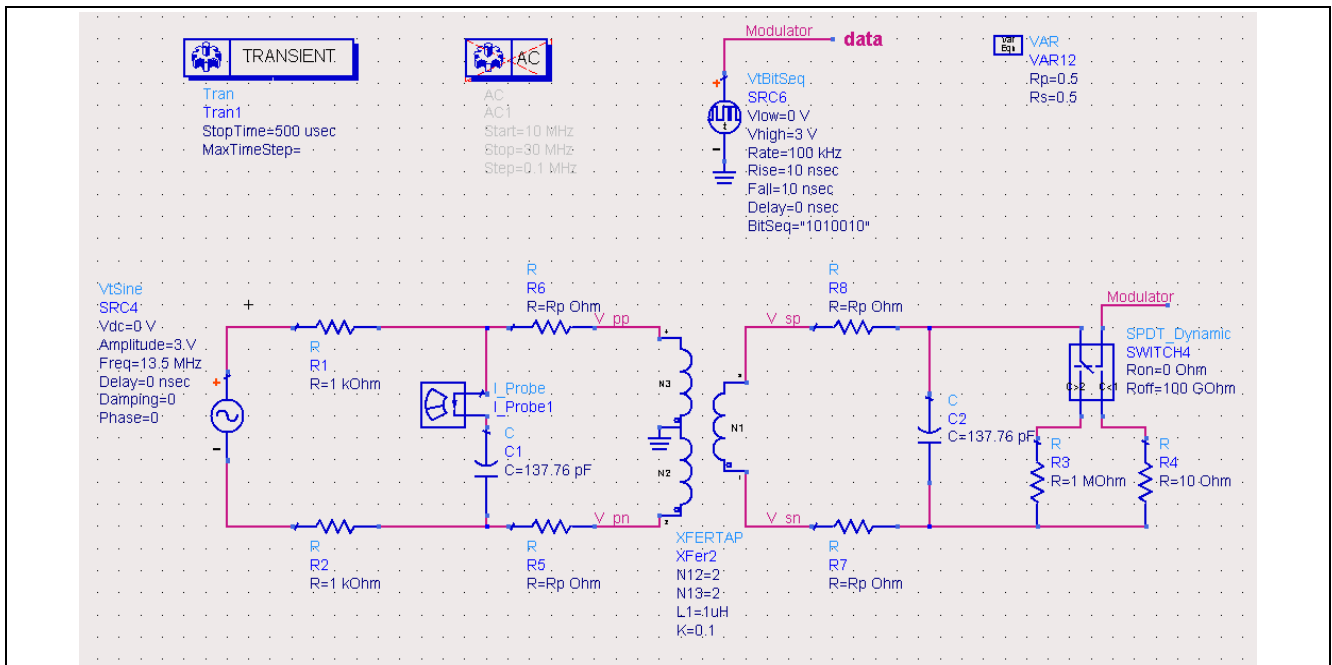 TRANSIENT
Tran
Tran1
StopTime=500 usec
MaxTimeStep=
AC
AC
AC1
Start=10 MHz
Stop=30 MHz
Step=0.1 MHz
Modulator
data
VtBitSeq
SRC6
Vlow=0 V
Vhigh=3 V
Rate=100 kHz
Rise=10 nsec
Fall=10 nsec
Delay=0 nsec
BitSeq="1010010"
t
Var
Eqn
VAR
VAR12
Rp=0.5
Rs=0.5
VtSine
SRC4
Vdc=0 V
Amplitude=3 V
Freq=13.5 MHz
Delay=0 nsec
Damping=0
Phase=0
R
R1
R=1 kOhm
R
R6
R=Rp Ohm
V_pp
I_Probe
I_Probe1
C
C1
C=137.76 pF
R
R2
R=1 kOhm
R
R5
R=Rp Ohm
V_pn
N3
N2
N1
XFERTAP
XFer2
N12=2
N13=2
L1=1uH
K=0.1
V_sp
R
R8
R=Rp Ohm
C
C2
C=137.76 pF
V_sn
R
R7
R=Rp Ohm
Modulator
SPDT_Dynamic
SWITCH4
Ron=0 Ohm
Roff=100 GOhm
C>2
C<1
R
R3
R=1 MOhm
R
R4
R=10 Ohm